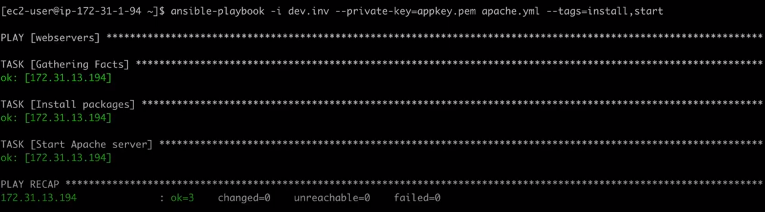 [ec2-user@ip-172-31-1-94 ~]$ ansible-playbook -i dev.inv --private-key=appkey.pem apache.yml --tags=install,start
PLAY [webservers] ***************************************************************************************************
TASK [Gathering Facts] **********************************************************************************************
ok: [172.31.13.194]
TASK [Install packages] *********************************************************************************************
ok: [172.31.13.194]
TASK [Start Apache server] ******************************************************************************************
ok: [172.31.13.194]
PLAY RECAP **********************************************************************************************************
172.31.13.194 : ok=3 changed=0 unreachable=0 failed=0